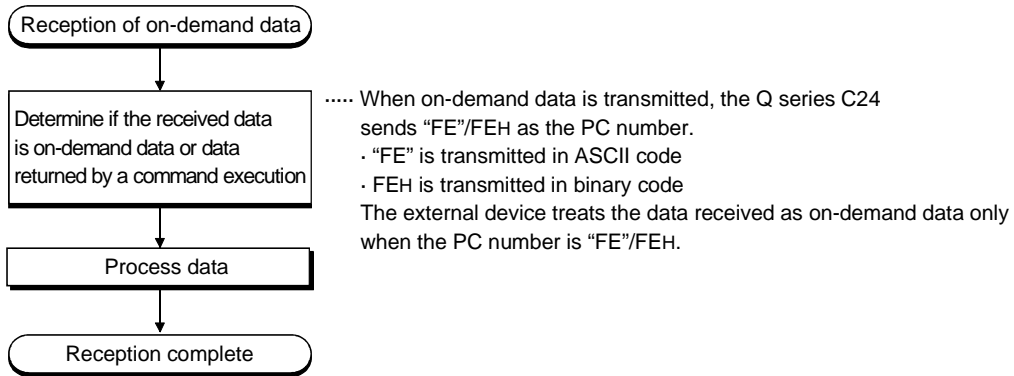 Reception of on-demand data
Determine if the received data
is on-demand data or data
returned by a command execution
····· When on-demand data is transmitted, the Q series C24
sends “FE”/FEH as the PC number.
· “FE” is transmitted in ASCII code
· FEH is transmitted in binary code
The external device treats the data received as on-demand data only
when the PC number is “FE”/FEH.
Process data
Reception complete